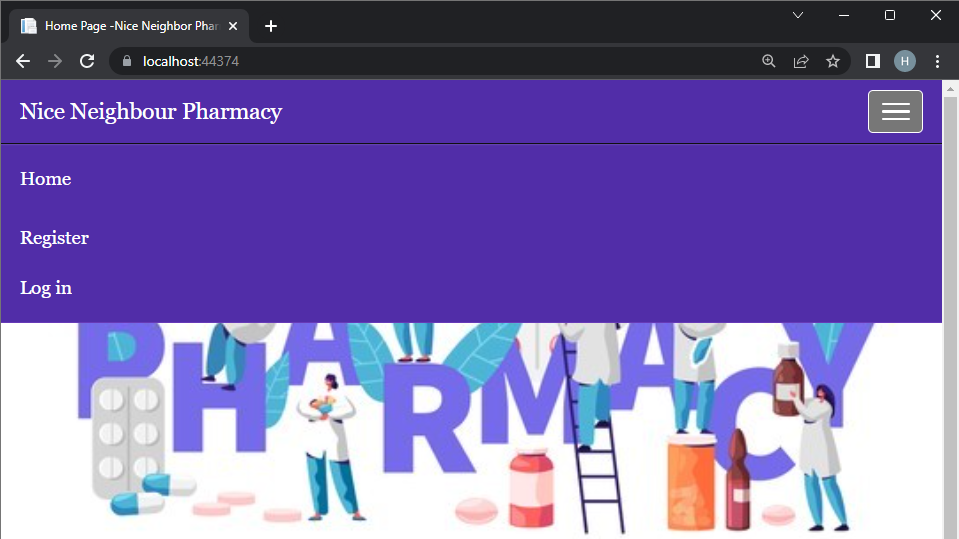 Home Page -Nice Neighbor Phar
localhost:44374
H
Nice Neighbour Pharmacy
Home
Register
Log in
PHARMACY